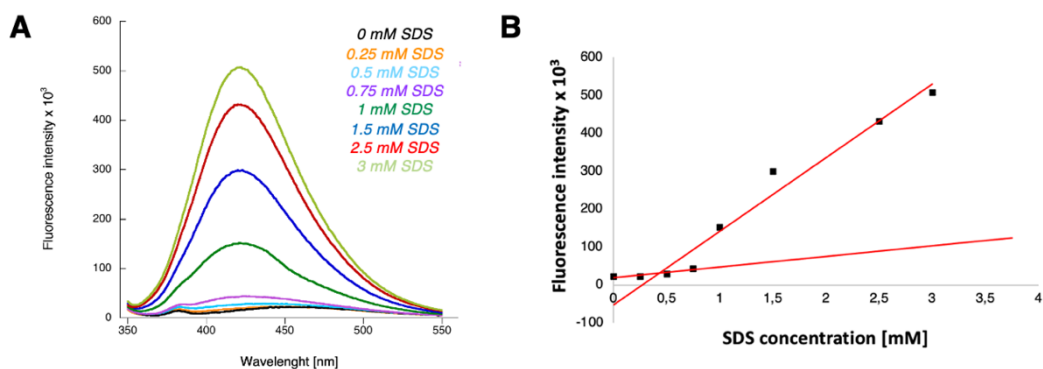 A
Fluorescence intensity x 10³
600
500
400
300
200
100
0
350
400
450
500
550
Wavelenght [nm]
0 mM SDS
0.25 mM SDS
0.5 mM SDS
0.75 mM SDS
1 mM SDS
1.5 mM SDS
2.5 mM SDS
3 mM SDS
B
Fluorescence intensity x 10³
600
500
400
300
200
100
0
-100
0
0,5
1
1,5
2
2,5
3
3,5
4
SDS concentration [mM]